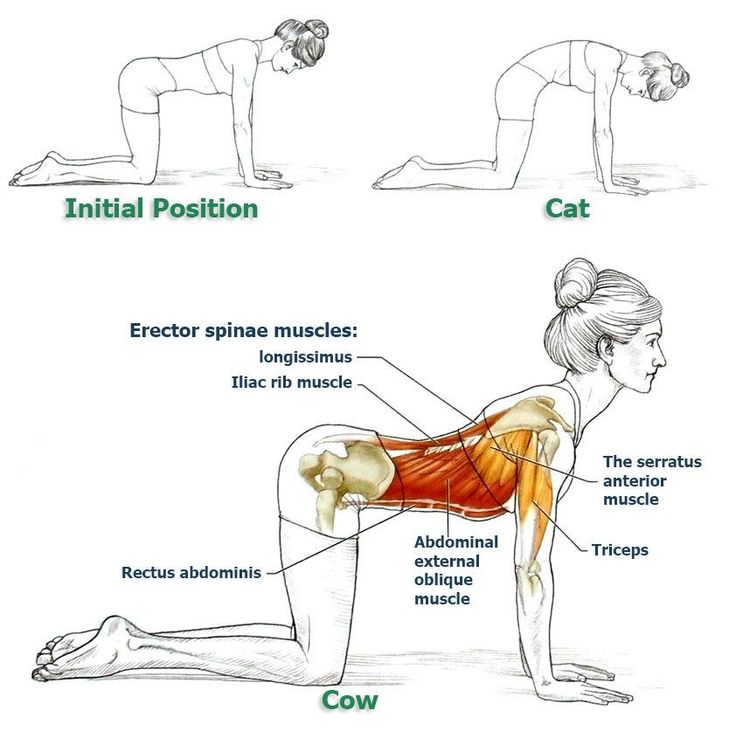 Initial Position
Cat
Erector spinae muscles:
longissimus
Iliac rib muscle
The serratus
anterior
muscle
Triceps
Abdominal
external
oblique
muscle
Rectus abdominis
Cow